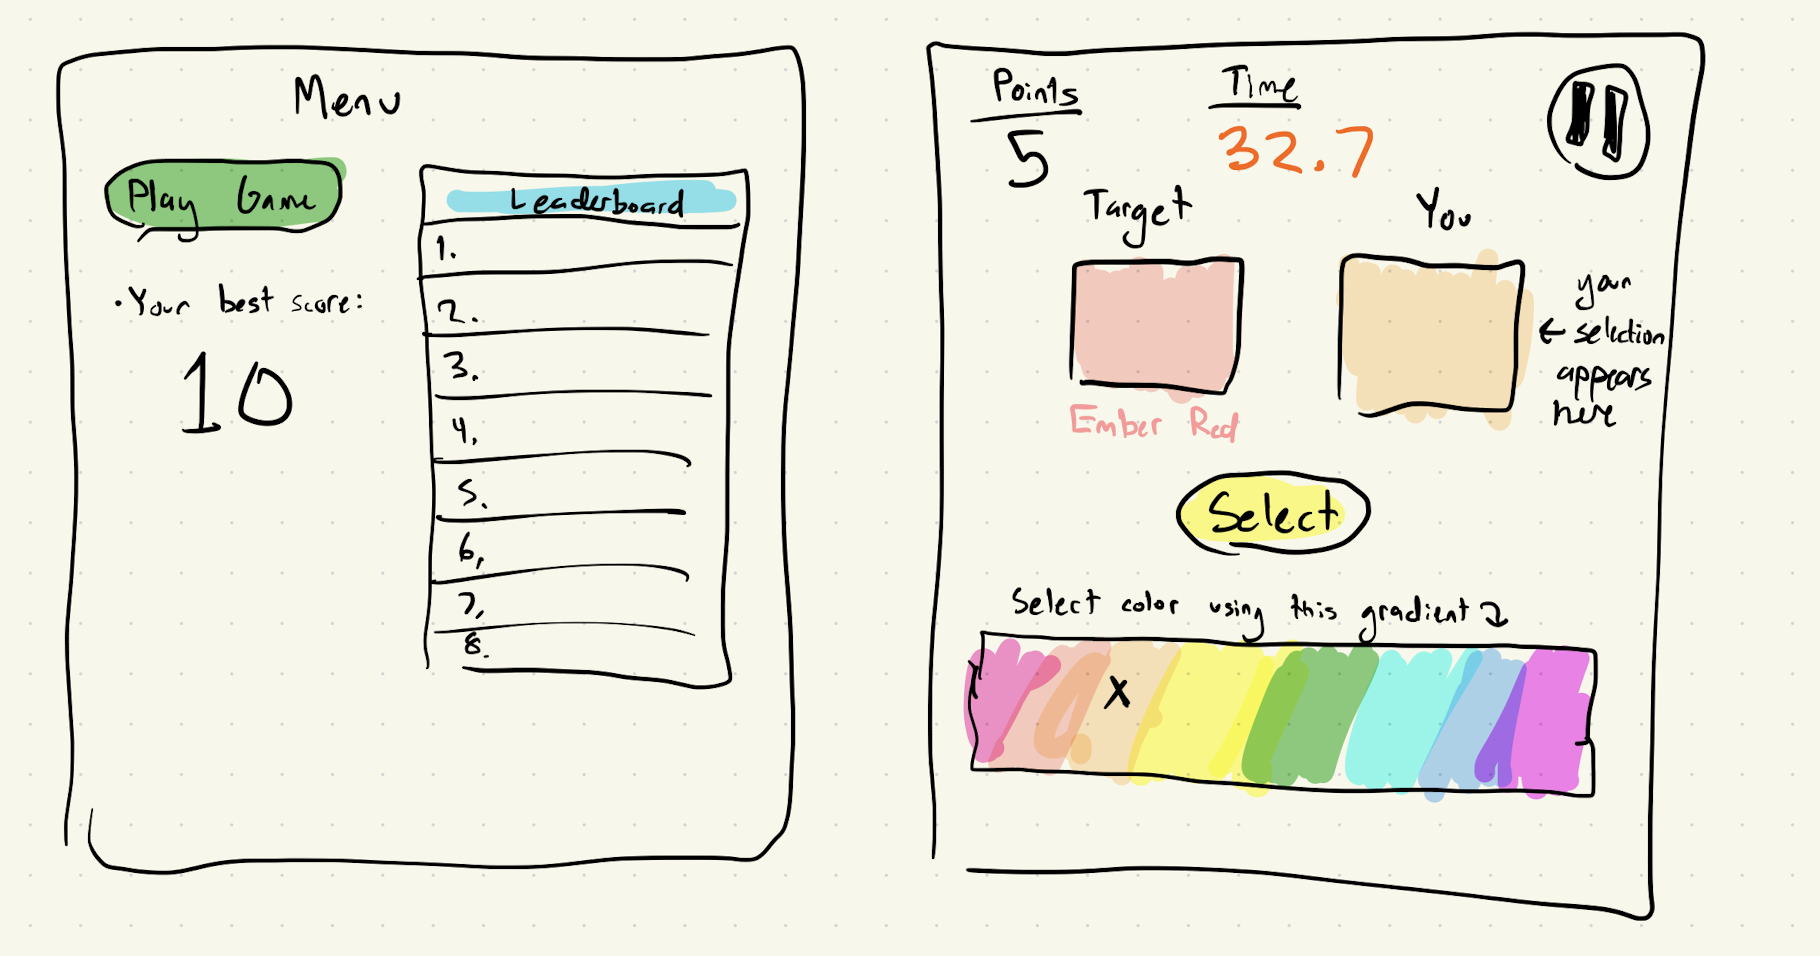 Menu
Play Game
• Your best score:
10
Leaderboard
1.
2.
3.
4.
5.
6.
7.
8.
Points
5
Time
32.7
Target
You
Ember Red
your
← selection
appears
here
Select
Select color using this gradient ↴
X